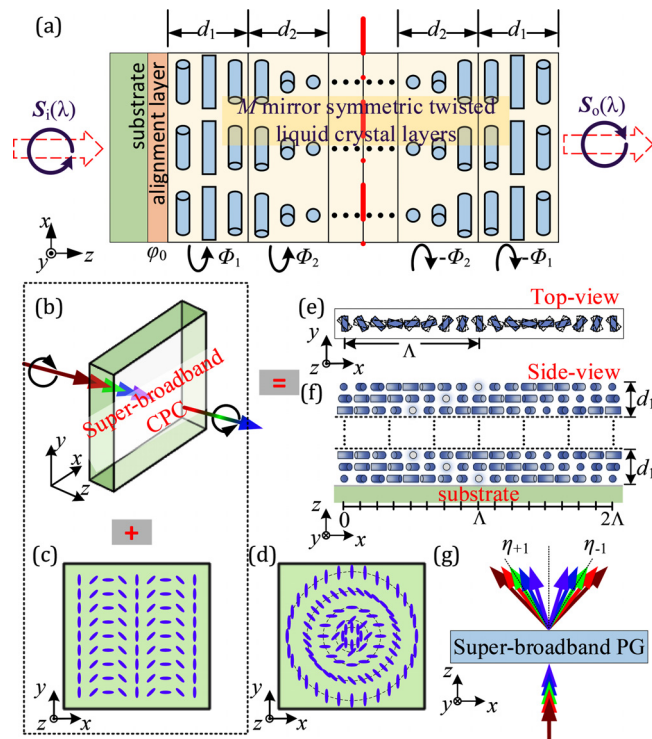 (a)
d₁
d₂
d₂
d₁
substrate
alignment layer
M mirror symmetric twisted
liquid crystal layers
Sᵢ(λ)
Sₒ(λ)
x
y
z
φ₀
Φ₁
Φ₂
-Φ₂
-Φ₁
(b)
Super-broadband
CPC
y
x
z
=
+
(e)
Top-view
y
z
x
Λ
Side-view
(f)
d₁
d₁
substrate
z
y
x
0
Λ
2Λ
(c)
y
z
x
(d)
y
z
x
(g)
η₊₁
η₋₁
Super-broadband PG
z
y
x